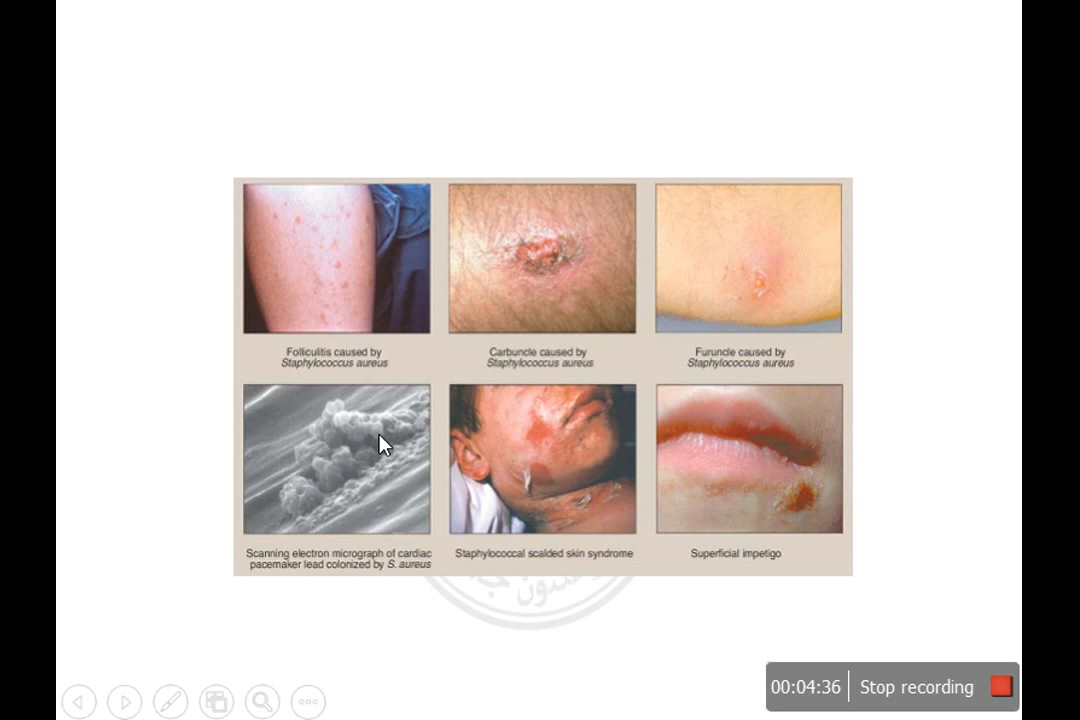 Folliculitis caused by
Staphylococcus aureus
Carbuncle caused by
Staphylococcus aureus
Furuncle caused by
Staphylococcus aureus
Scanning electron micrograph of cardiac
pacemaker lead colonized by S. aureus
Staphylococcal scalded skin syndrome
Superficial impetigo
00:04:36 Stop recording